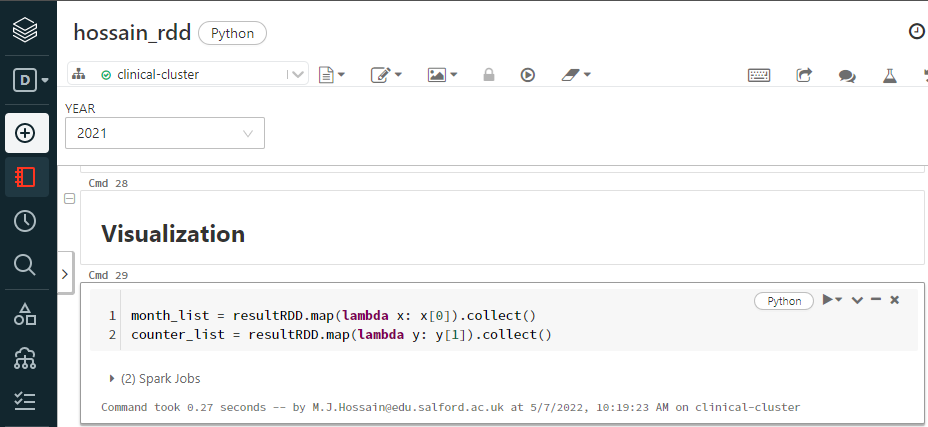 hossain_rdd Python
D clinical-cluster
YEAR
2021
Cmd 28
Visualization
Cmd 29
Python
1 month_list = resultRDD.map(lambda x: x[0]).collect()
2 counter_list = resultRDD.map(lambda y: y[1]).collect()
(2) Spark Jobs
Command took 0.27 seconds -- by M.J.Hossain@edu.salford.ac.uk at 5/7/2022, 10:19:23 AM on clinical-cluster